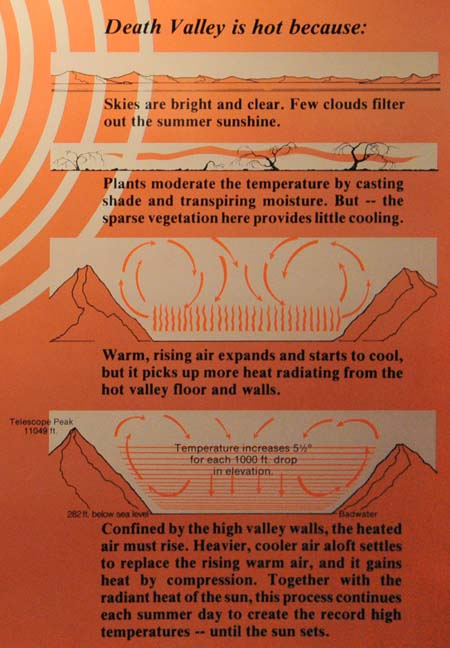 Death Valley is hot because:
Skies are bright and clear. Few clouds filter
out the summer sunshine.
Plants moderate the temperature by casting
shade and transpiring moisture. But -- the
sparse vegetation here provides little cooling.
Warm, rising air expands and starts to cool,
but it picks up more heat radiating from the
hot valley floor and walls.
Telescope Peak
11049 ft.
Temperature increases 5½°
for each 1000 ft. drop
in elevation.
282 ft. below sea level
Badwater
Confined by the high valley walls, the heated
air must rise. Heavier, cooler air aloft settles
to replace the rising warm air, and it gains
heat by compression. Together with the
radiant heat of the sun, this process continues
each summer day to create the record high
temperatures -- until the sun sets.